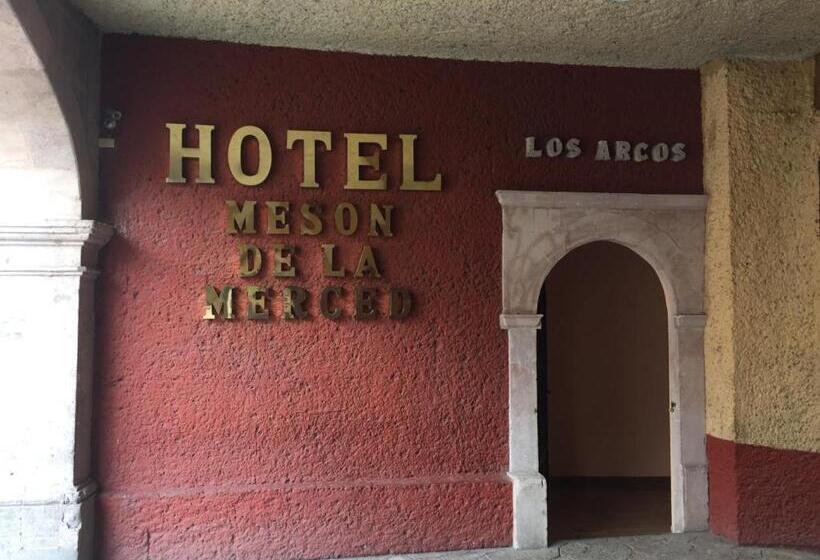 HOTEL
MESON
DE LA
MERCED
LOS ARCOS